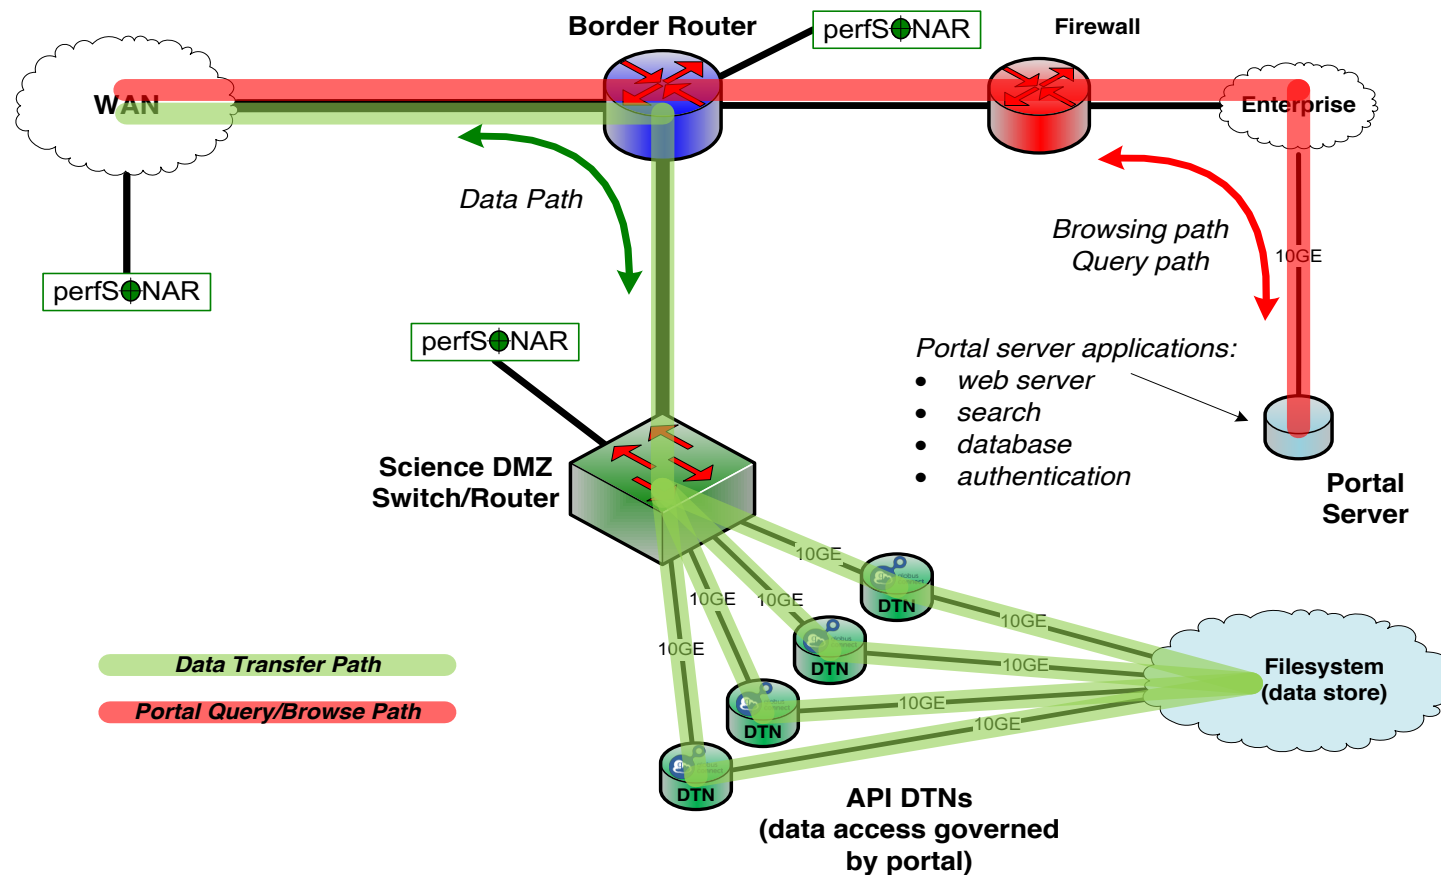 Border Router
perfSONAR
Firewall
WAN
Enterprise
Data Path
Browsing path
Query path
10GE
perfSONAR
perfSONAR
Portal server applications:
• web server
• search
• database
• authentication
Science DMZ
Switch/Router
Portal
Server
10GE
10GE
10GE
10GE
DTN
DTN
DTN
DTN
10GE
10GE
10GE
10GE
Filesystem
(data store)
Data Transfer Path
Portal Query/Browse Path
API DTNs
(data access governed
by portal)